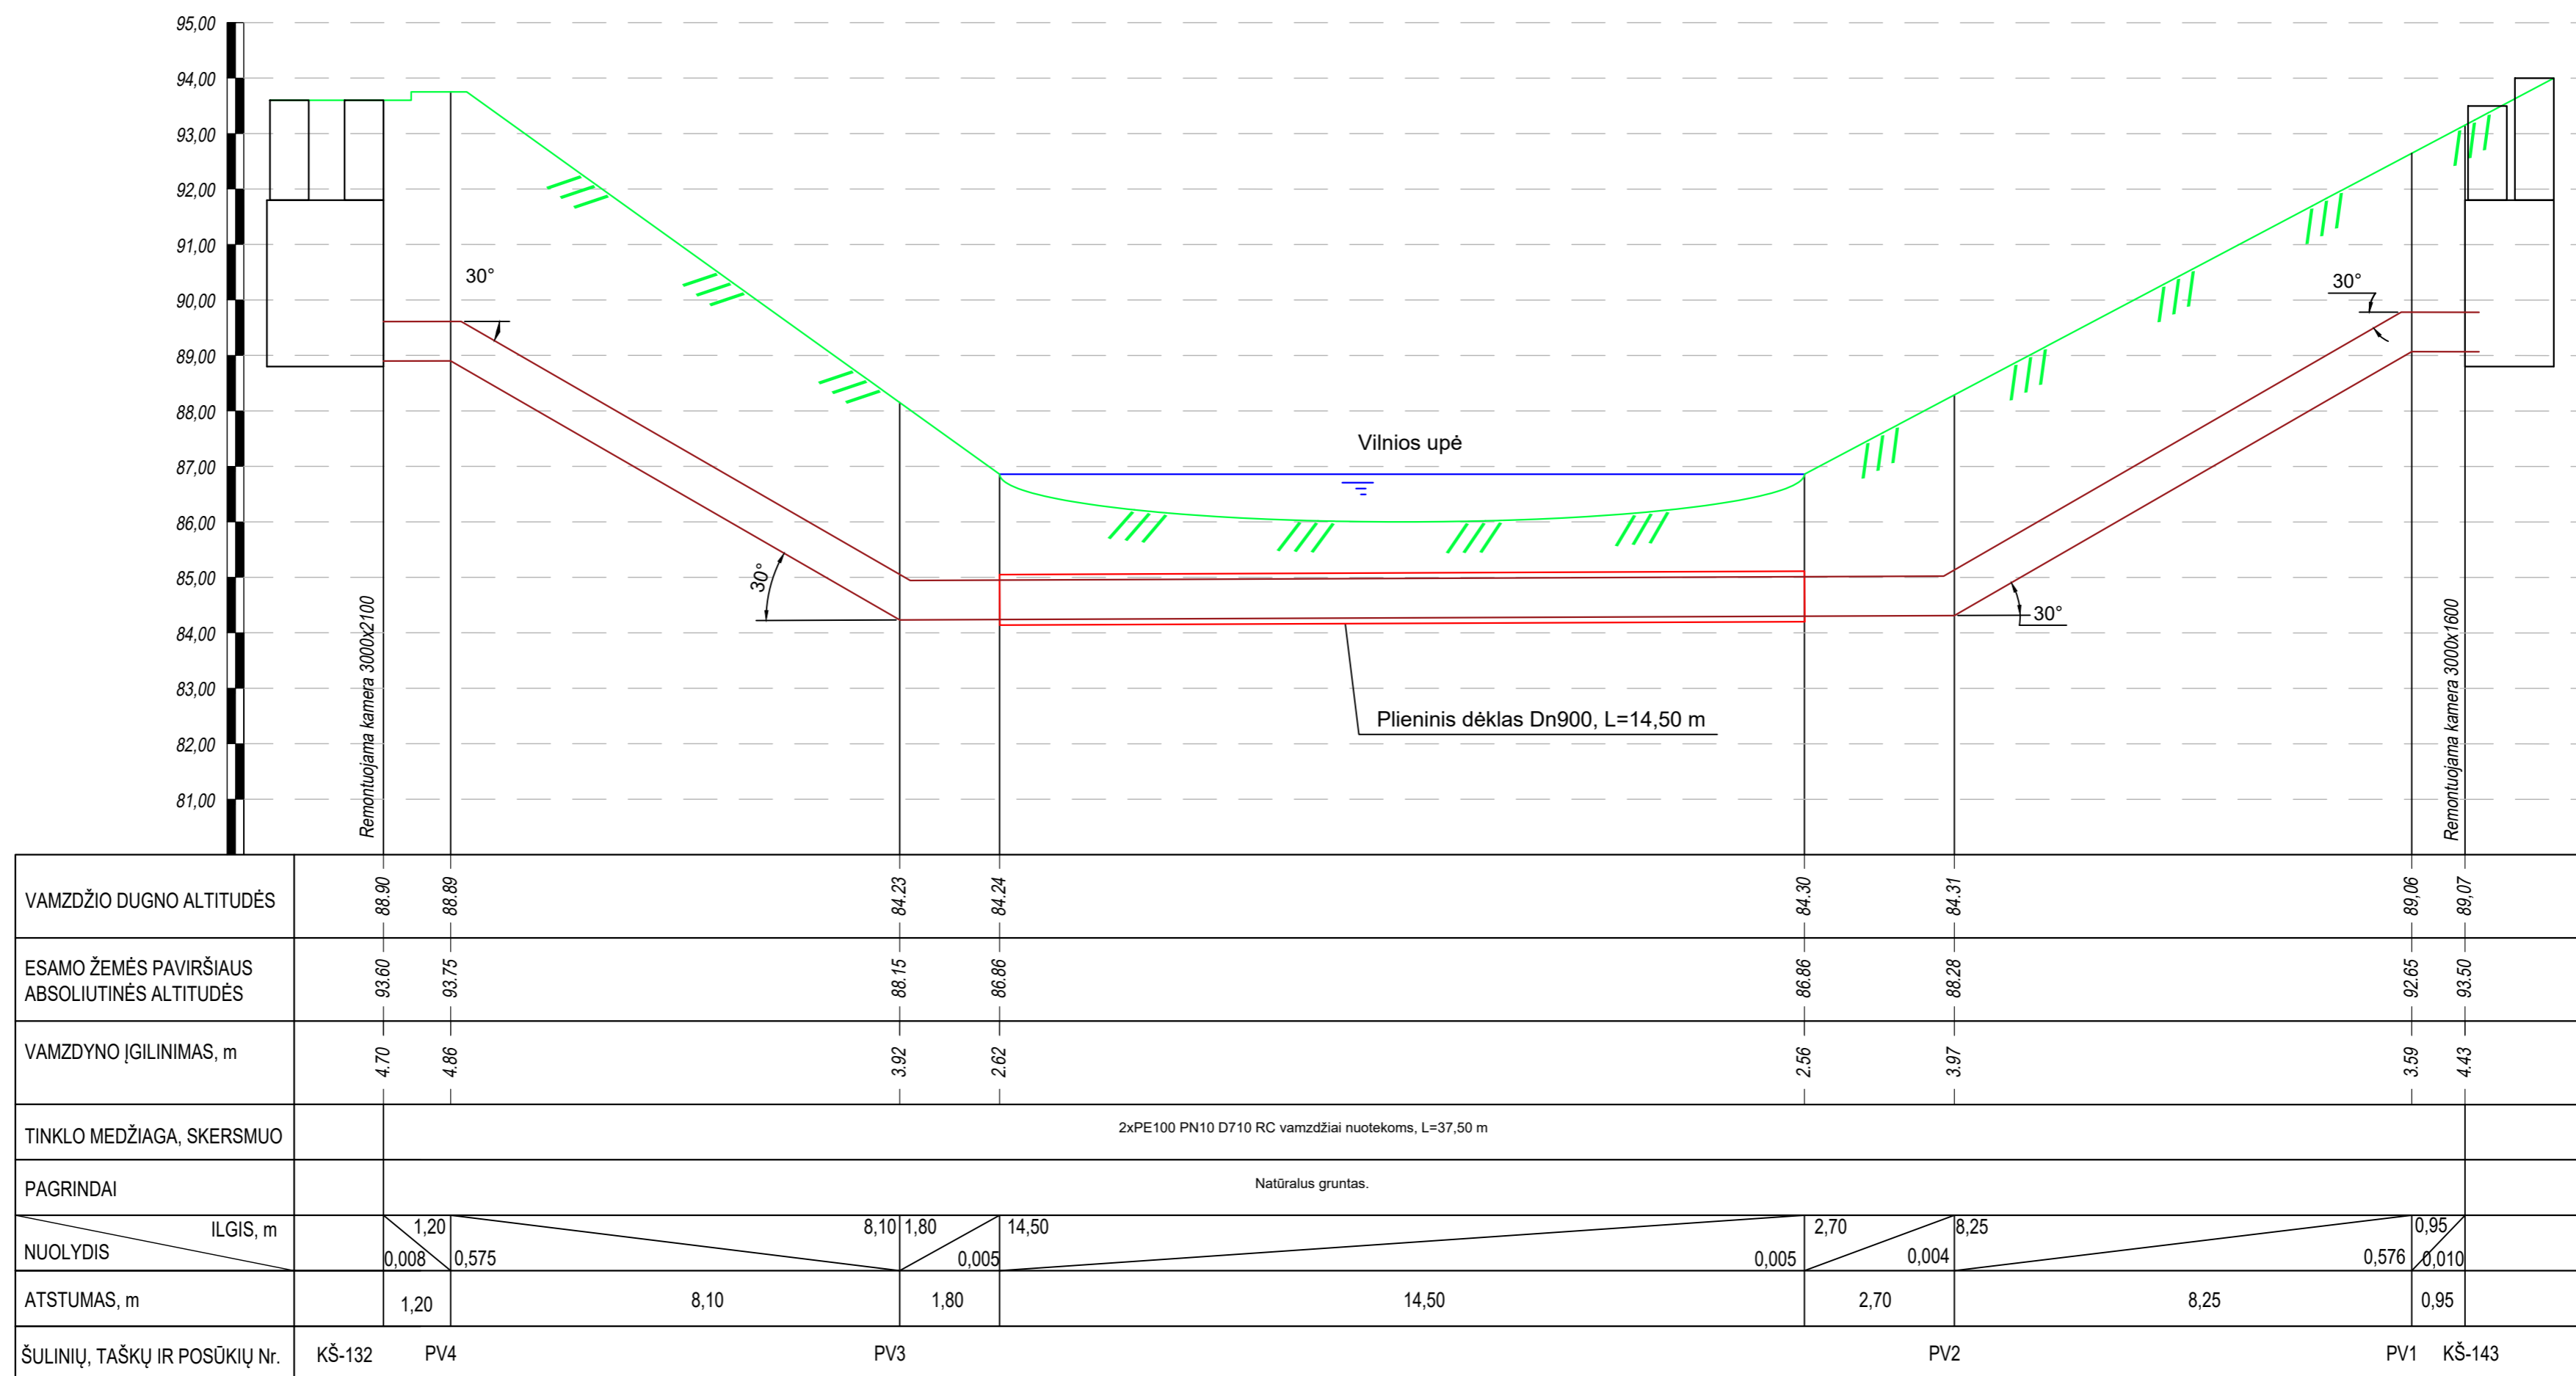 95,00
94,00
93,00
92,00
91,00
90,00
89,00
88,00
87,00
86,00
85,00
84,00
83,00
82,00
81,00
30°
30°
30°
30°
Vilnios upė
Plieninis dėklas Dn900, L=14,50 m
Remontuojama kamera 3000x2100
Remontuojama kamera 3000x1600
VAMZDŽIO DUGNO ALTITUDĖS
88.90 88.89 84.23 84.24 84.30 84.31 89,06 89,07
ESAMO ŽEMĖS PAVIRŠIAUS
ABSOLIUTINĖS ALTITUDĖS
93.60 93.75 88.15 86.86 86.86 88.28 92.65 93.50
VAMZDYNO ĮGILINIMAS, m
4.70 4.86 3.92 2.62 2.56 3.97 3.59 4.43
TINKLO MEDŽIAGA, SKERSMUO
2xPE100 PN10 D710 RC vamzdžiai nuotekoms, L=37,50 m
PAGRINDAI
Natūralus gruntas.
ILGIS, m
1,20 8,10 1,80 14,50 2,70 8,25 0,95
NUOLYDIS
0,008 0,575 0,005 0,005 0,004 0,576 0,010
ATSTUMAS, m
1,20 8,10 1,80 14,50 2,70 8,25 0,95
ŠULINIŲ, TAŠKŲ IR POSŪKIŲ Nr.
KŠ-132 PV4 PV3 PV2 PV1 KŠ-143